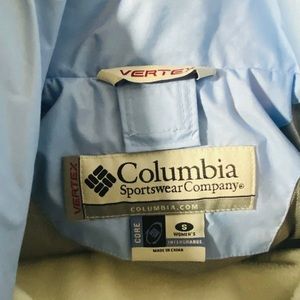 VERTEX
VERTEX
Columbia
Sportswear Company®
COLUMBIA.COM
CORE
S
WOMEN'S
INTERCHANGE
MADE IN CHINA